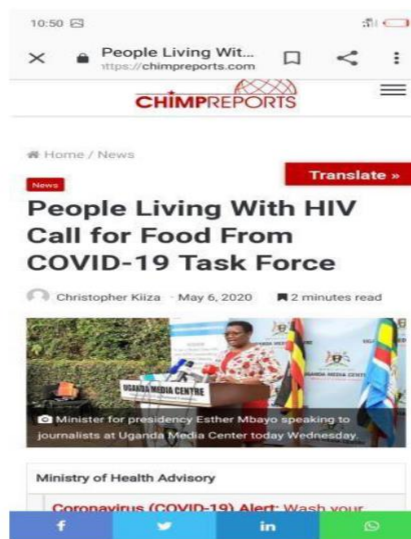 10:50
People Living Wit...
https://chimpreports.com
CHIMPREPORTS
Home / News
Translate »
News
People Living With HIV
Call for Food From
COVID-19 Task Force
Christopher Kiiza · May 6, 2020 2 minutes read
UGANDA MEDIA CENTRE
UGANDA MEDIA CENTRE
Minister for presidency Esther Mbayo speaking to
journalists at Uganda Media Center today Wednesday.
Ministry of Health Advisory
Coronavirus (COVID-19) Alert: Wash your